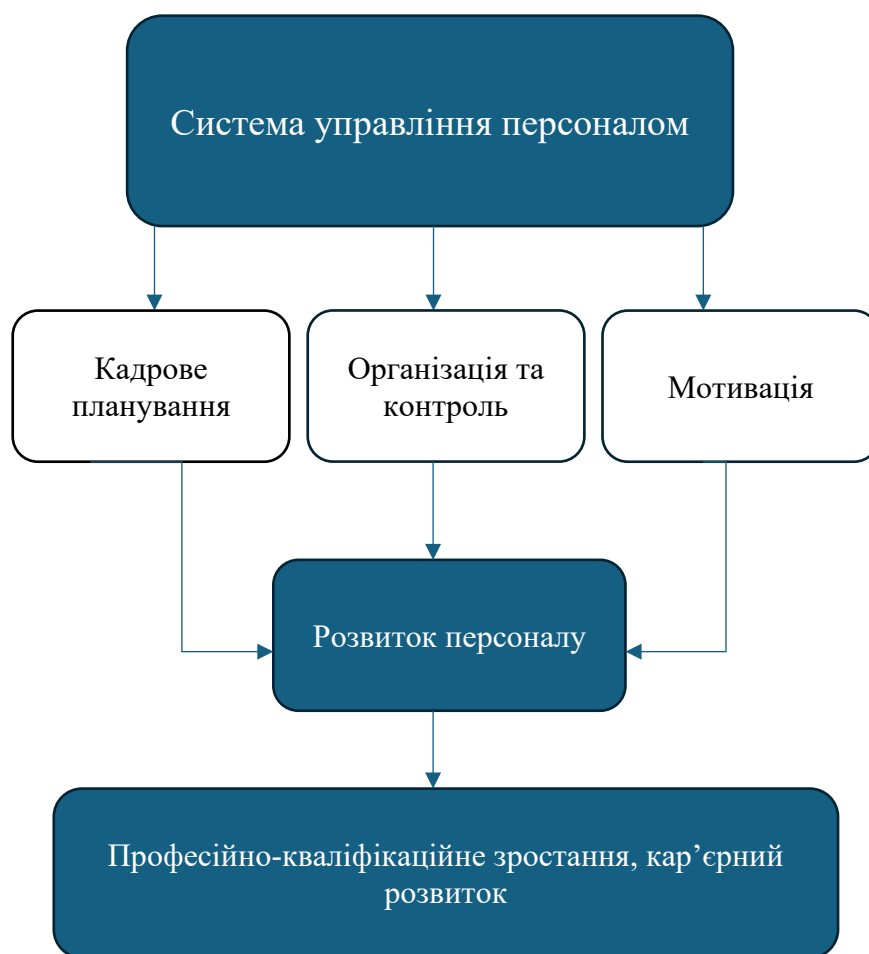 Система управління персоналом
Кадрове
планування
Організація та
контроль
Мотивація
Розвиток персоналу
Професійно-кваліфікаційне зростання, кар’єрний
розвиток